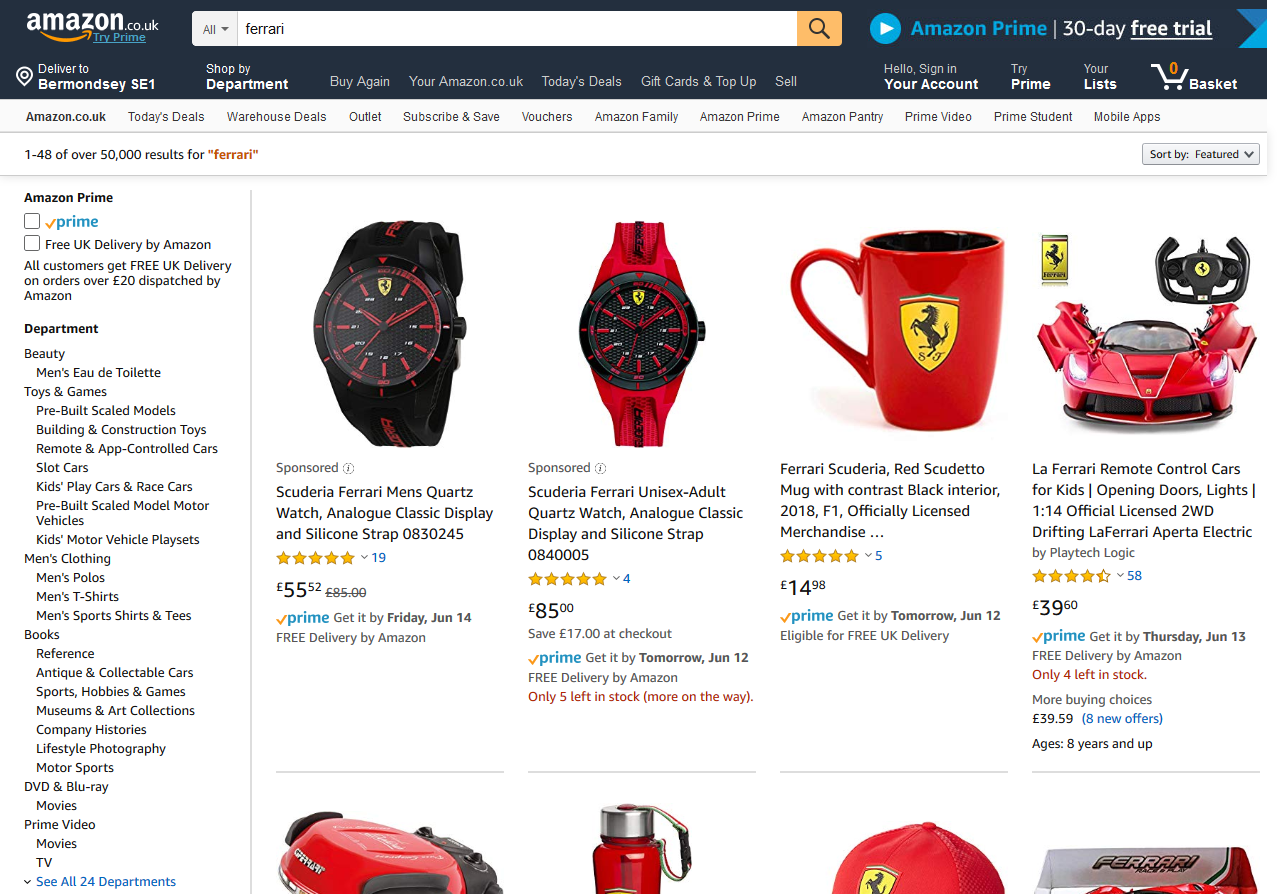 amazon.co.uk
Try Prime
All
ferrari
Amazon Prime | 30-day free trial
Deliver to
Bermondsey SE1
Shop by
Department
Buy Again
Your Amazon.co.uk
Today's Deals
Gift Cards & Top Up
Sell
Hello, Sign in
Your Account
Try
Prime
Your
Lists
0
Basket
Amazon.co.uk
Today's Deals
Warehouse Deals
Outlet
Subscribe & Save
Vouchers
Amazon Family
Amazon Prime
Amazon Pantry
Prime Video
Prime Student
Mobile Apps
1-48 of over 50,000 results for "ferrari"
Sort by: Featured
Amazon Prime
prime
Free UK Delivery by Amazon
All customers get FREE UK Delivery
on orders over £20 dispatched by
Amazon
Department
Beauty
Men's Eau de Toilette
Toys & Games
Pre-Built Scaled Models
Building & Construction Toys
Remote & App-Controlled Cars
Slot Cars
Kids' Play Cars & Race Cars
Pre-Built Scaled Model Motor
Vehicles
Kids' Motor Vehicle Playsets
Men's Clothing
Men's Polos
Men's T-Shirts
Men's Sports Shirts & Tees
Books
Reference
Antique & Collectable Cars
Sports, Hobbies & Games
Museums & Art Collections
Company Histories
Lifestyle Photography
Motor Sports
DVD & Blu-ray
Movies
Prime Video
Movies
TV
See All 24 Departments
Sponsored
Scuderia Ferrari Mens Quartz
Watch, Analogue Classic Display
and Silicone Strap 0830245
19
£5552 £85.00
prime Get it by Friday, Jun 14
FREE Delivery by Amazon
Sponsored
Scuderia Ferrari Unisex-Adult
Quartz Watch, Analogue Classic
Display and Silicone Strap
0840005
4
£8500
Save £17.00 at checkout
prime Get it by Tomorrow, Jun 12
FREE Delivery by Amazon
Only 5 left in stock (more on the way).
S F
Ferrari Scuderia, Red Scudetto
Mug with contrast Black interior,
2018, F1, Officially Licensed
Merchandise …
5
£1498
prime Get it by Tomorrow, Jun 12
Eligible for FREE UK Delivery
La Ferrari Remote Control Cars
for Kids | Opening Doors, Lights |
1:14 Official Licensed 2WD
Drifting LaFerrari Aperta Electric
by Playtech Logic
58
£3960
prime Get it by Thursday, Jun 13
FREE Delivery by Amazon
Only 4 left in stock.
More buying choices
£39.59 (8 new offers)
Ages: 8 years and up
FERRARI
FERRARI
RACE & PLAY